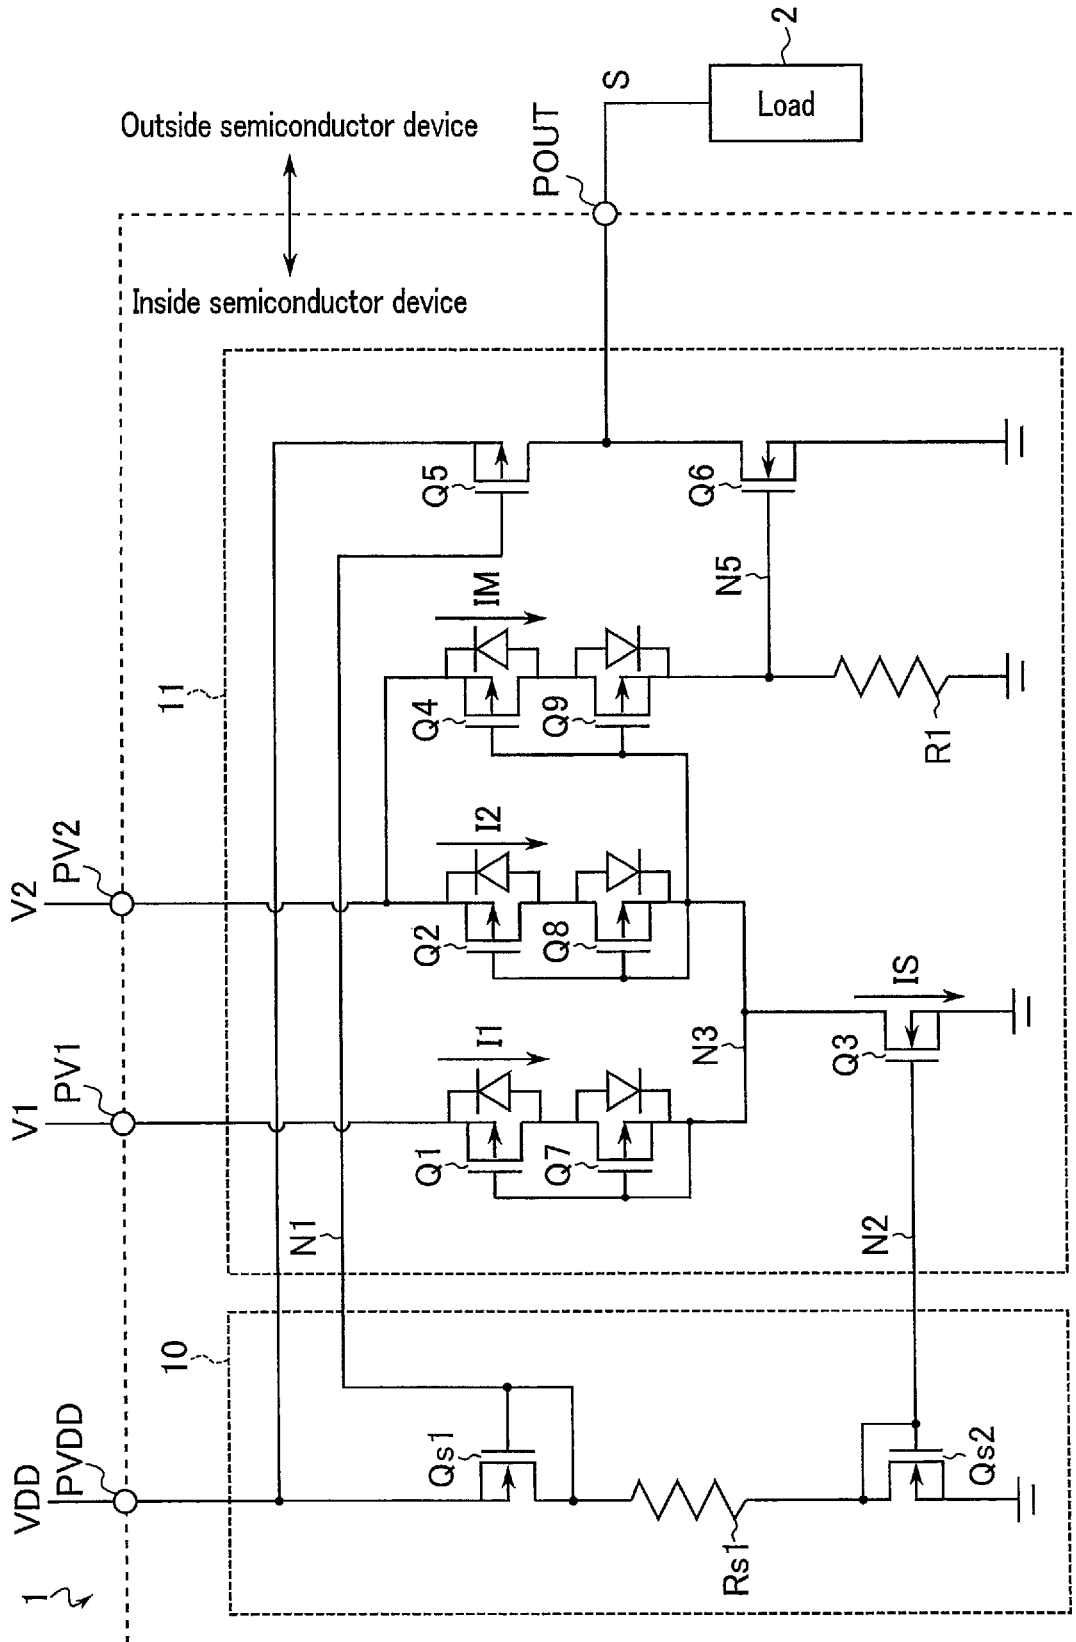 1
VDD
PVDD
V1
PV1
V2
PV2
Outside semiconductor device
Inside semiconductor device
POUT
S
2
Load
10
11
N1
Qs1
Rs1
Qs2
N2
Q1
I1
Q7
Q2
I2
Q8
Q4
IM
Q9
Q5
Q6
N5
N3
Q3
IS
R1